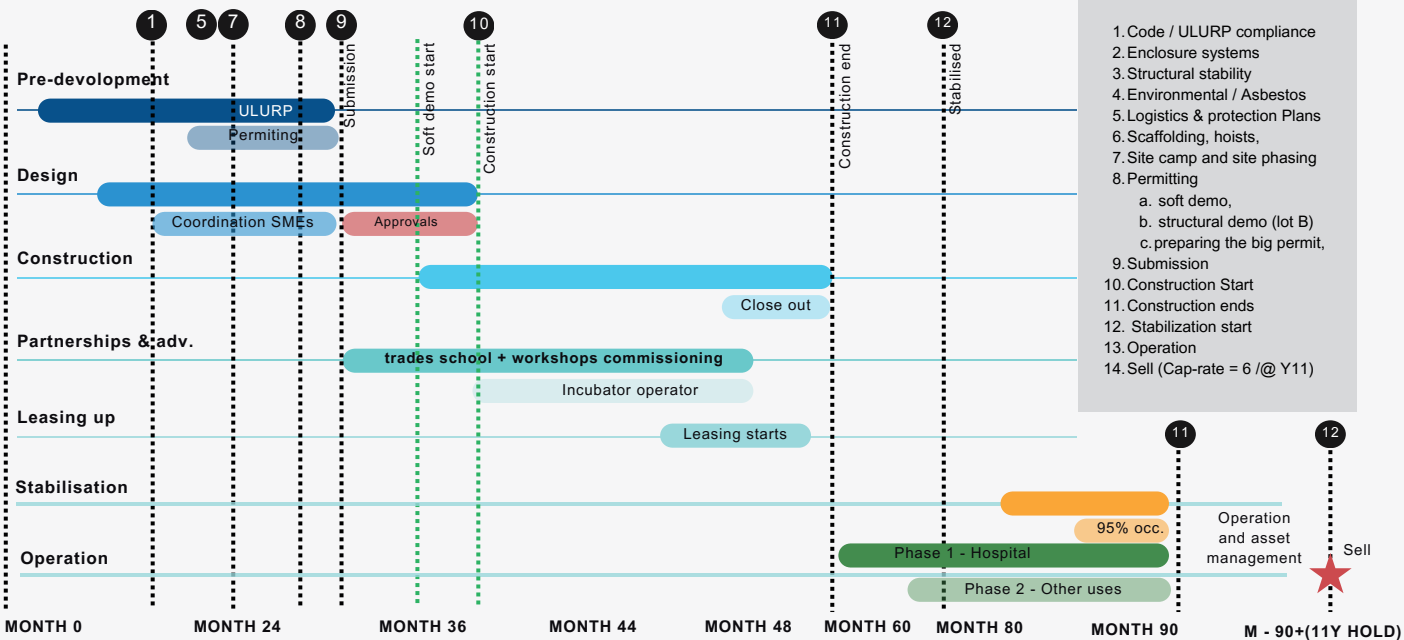 1
5
7
8
9
10
11
12
Submission
Soft demo start
Construction start
Construction end
Stabilised
Pre-devolopment
ULURP
Permiting
Design
Coordination SMEs
Approvals
Construction
Close out
Partnerships & adv.
trades school + workshops commissioning
Incubator operator
Leasing up
Leasing starts
Stabilisation
95% occ.
Operation
Phase 1 - Hospital
Phase 2 - Other uses
11
12
Operation
and asset
management
Sell
MONTH 0
MONTH 24
MONTH 36
MONTH 44
MONTH 48
MONTH 60
MONTH 80
MONTH 90
M - 90+(11Y HOLD)
1. Code / ULURP compliance
2. Enclosure systems
3. Structural stability
4. Environmental / Asbestos
5. Logistics & protection Plans
6. Scaffolding, hoists,
7. Site camp and site phasing
8. Permitting
a. soft demo,
b. structural demo (lot B)
c. preparing the big permit,
9. Submission
10. Construction Start
11. Construction ends
12. Stabilization start
13. Operation
14. Sell (Cap-rate = 6 /@ Y11)